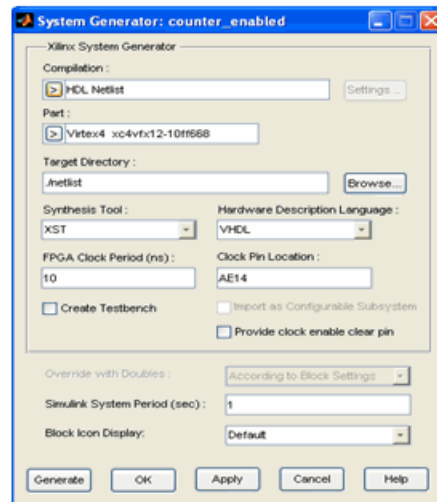 System Generator: counter_enabled
Xilinx System Generator
Compilation :
> HDL Netlist Settings ...
Part :
> Virtex4 xc4vfx12-10ff668
Target Directory :
./netlist Browse...
Synthesis Tool : Hardware Description Language :
XST VHDL
FPGA Clock Period (ns) : Clock Pin Location :
10 AE14
Create Testbench Import as Configurable Subsystem
Provide clock enable clear pin
Override with Doubles : According to Block Settings
Simulink System Period (sec) : 1
Block Icon Display: Default
Generate OK Apply Cancel Help